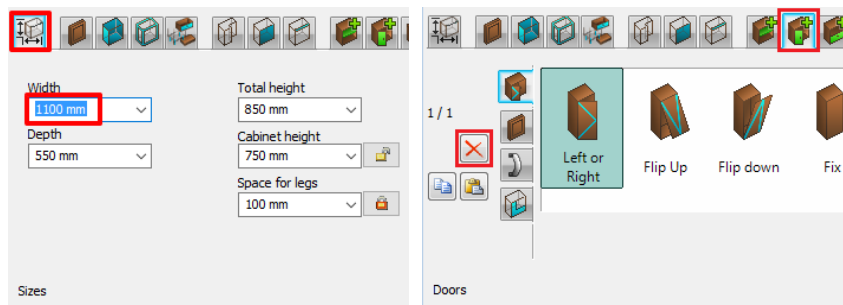 Width
1100 mm
Total height
850 mm
Depth
550 mm
Cabinet height
750 mm
Space for legs
100 mm
Sizes
1 / 1
Left or
Right
Flip Up
Flip down
Fix
Doors